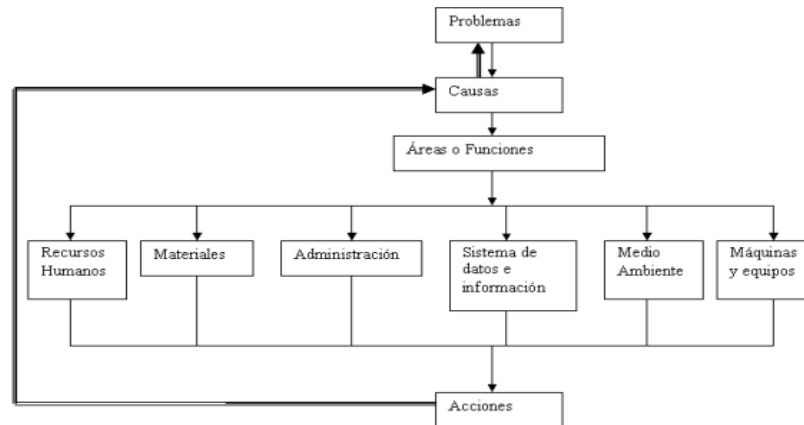 Problemas
Causas
Áreas o Funciones
Recursos
Humanos
Materiales
Administración
Sistema de
datos e
información
Medio
Ambiente
Máquinas
y equipos
Acciones